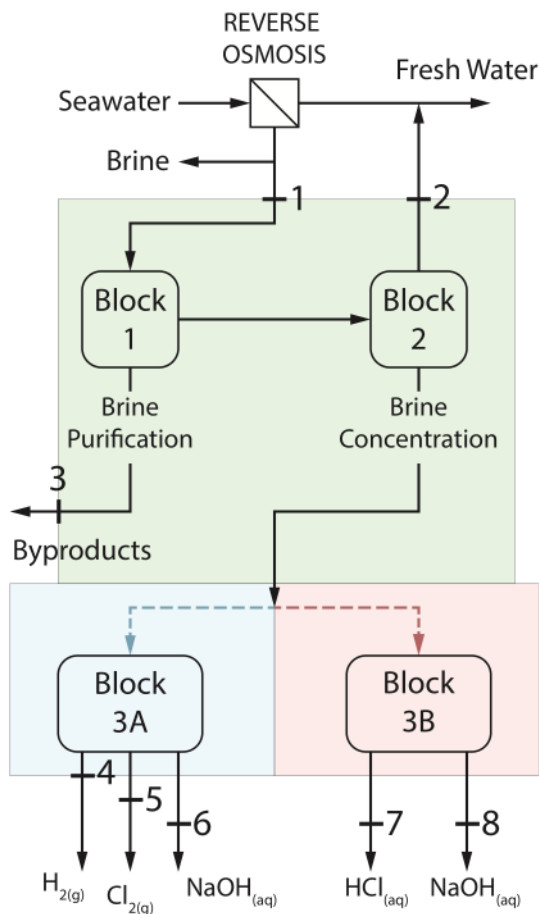 REVERSE
OSMOSIS
Seawater
Fresh Water
Brine
1
2
Block
1
Block
2
Brine
Purification
Brine
Concentration
3
Byproducts
Block
3A
Block
3B
4
5
6
7
8
H2(g)
Cl2(g)
NaOH(aq)
HCl(aq)
NaOH(aq)